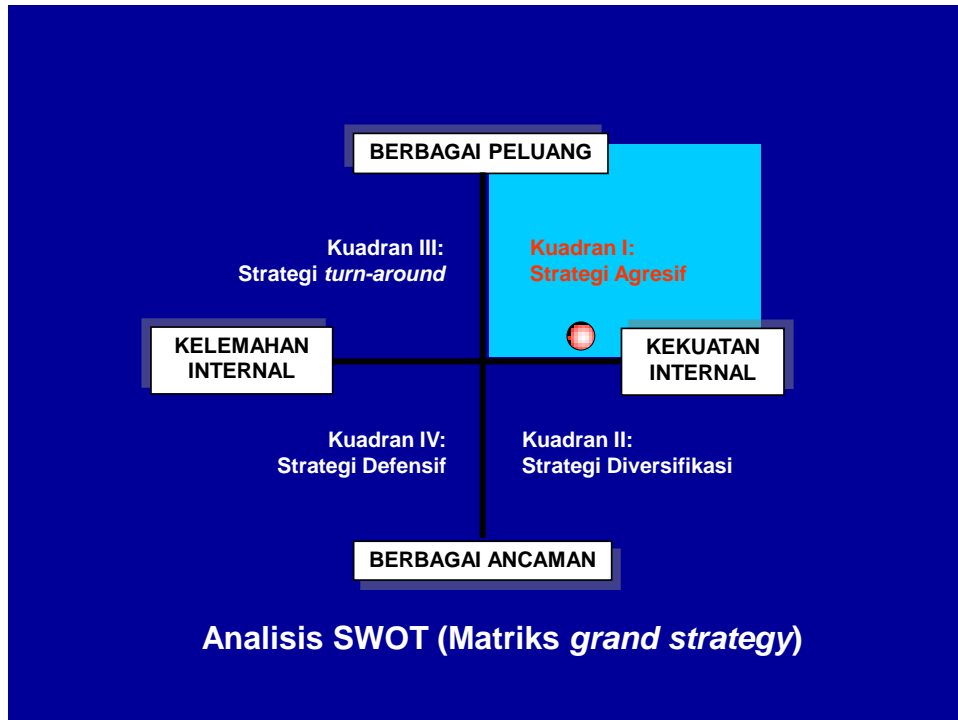 BERBAGAI PELUANG
Kuadran III:
Strategi turn-around
Kuadran I:
Strategi Agresif
KELEMAHAN
INTERNAL
KEKUATAN
INTERNAL
Kuadran IV:
Strategi Defensif
Kuadran II:
Strategi Diversifikasi
BERBAGAI ANCAMAN
Analisis SWOT (Matriks grand strategy)